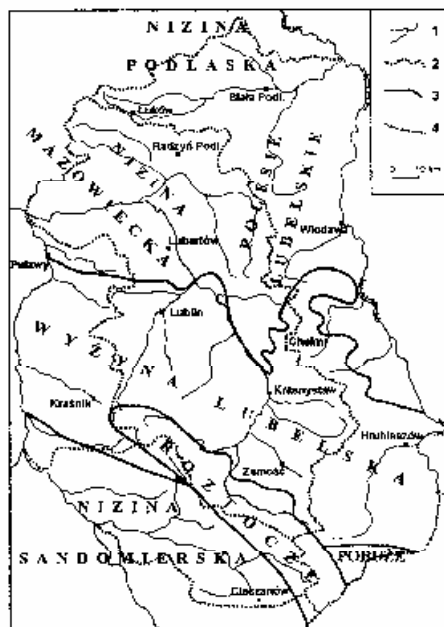 NIZINA
PODLASKA
Biała Podl.
Łuków
Radzyń Podl.
NIZINA
MAZOWIECKA
POLESIE
LUBELSKIE
Włodawa
Lubartów
Puławy
Lublin
Chełm
WYŻYNA LUBELSKA
Krasnystaw
Kraśnik
Hrubieszów
Zamość
ROZTOCZE
NIZINA
SANDOMIERSKA
POBUŻE
Cieszanów
1
2
3
4